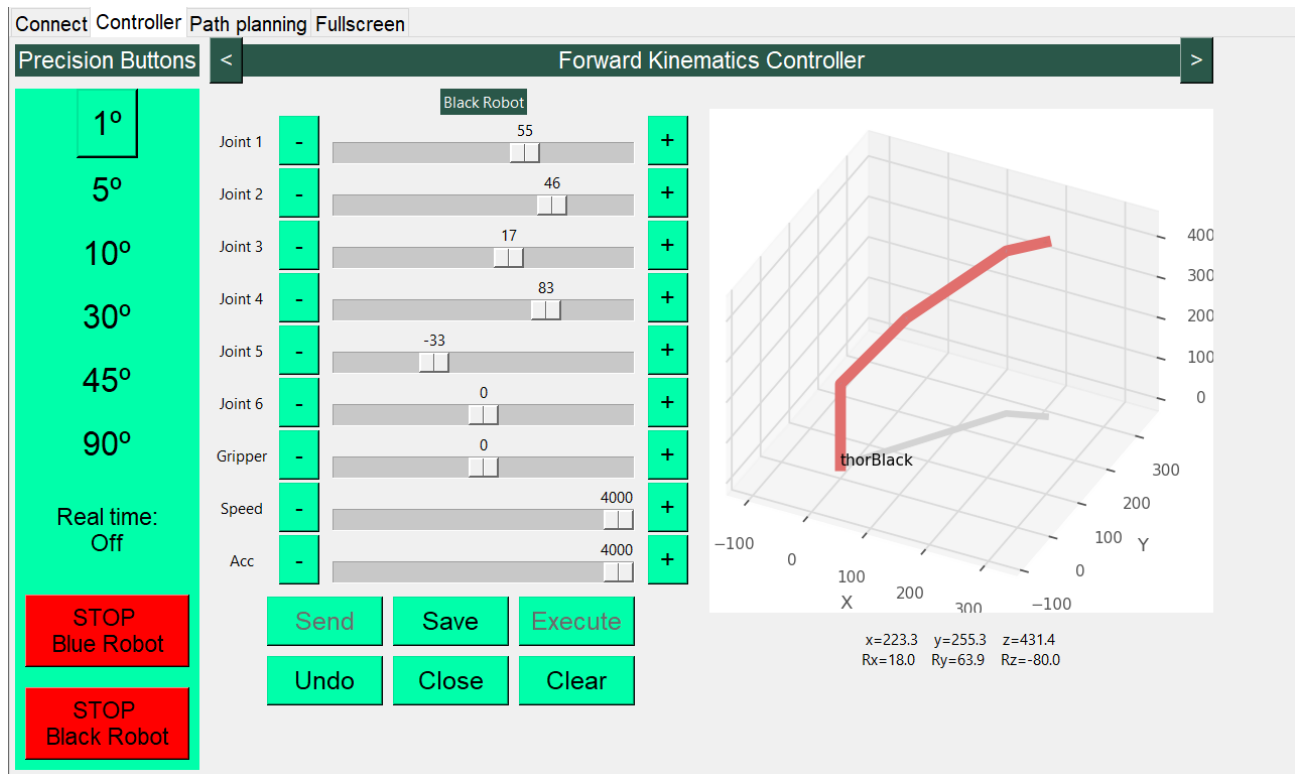 Connect Controller Path planning Fullscreen
Precision Buttons
< Forward Kinematics Controller >
1º
5º
10º
30º
45º
90º
Real time:
Off
STOP
Blue Robot
STOP
Black Robot
Black Robot
55
Joint 1 - +
46
Joint 2 - +
17
Joint 3 - +
83
Joint 4 - +
-33
Joint 5 - +
0
Joint 6 - +
0
Gripper - +
4000
Speed - +
4000
Acc - +
Send Save Execute
Undo Close Clear
thorBlack
400
300
200
100
0
300
200
100
0
−100
Y
−100
0
100
200
300
X
x=223.3 y=255.3 z=431.4
Rx=18.0 Ry=63.9 Rz=-80.0